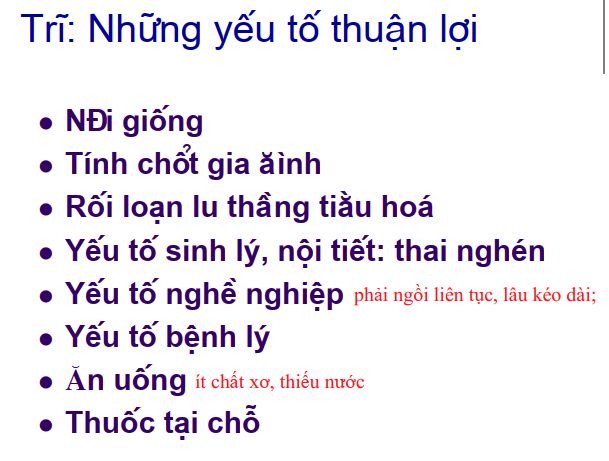 Trĩ: Những yếu tố thuận lợi
● NĐi giống
● Tính chổt gia ăình
● Rối loạn lu thầng tiằu hoá
● Yếu tố sinh lý, nội tiết: thai nghén
● Yếu tố nghề nghiệp phải ngồi liên tục, lâu kéo dài;
● Yếu tố bệnh lý
● Ăn uống ít chất xơ, thiếu nước
● Thuốc tại chỗ